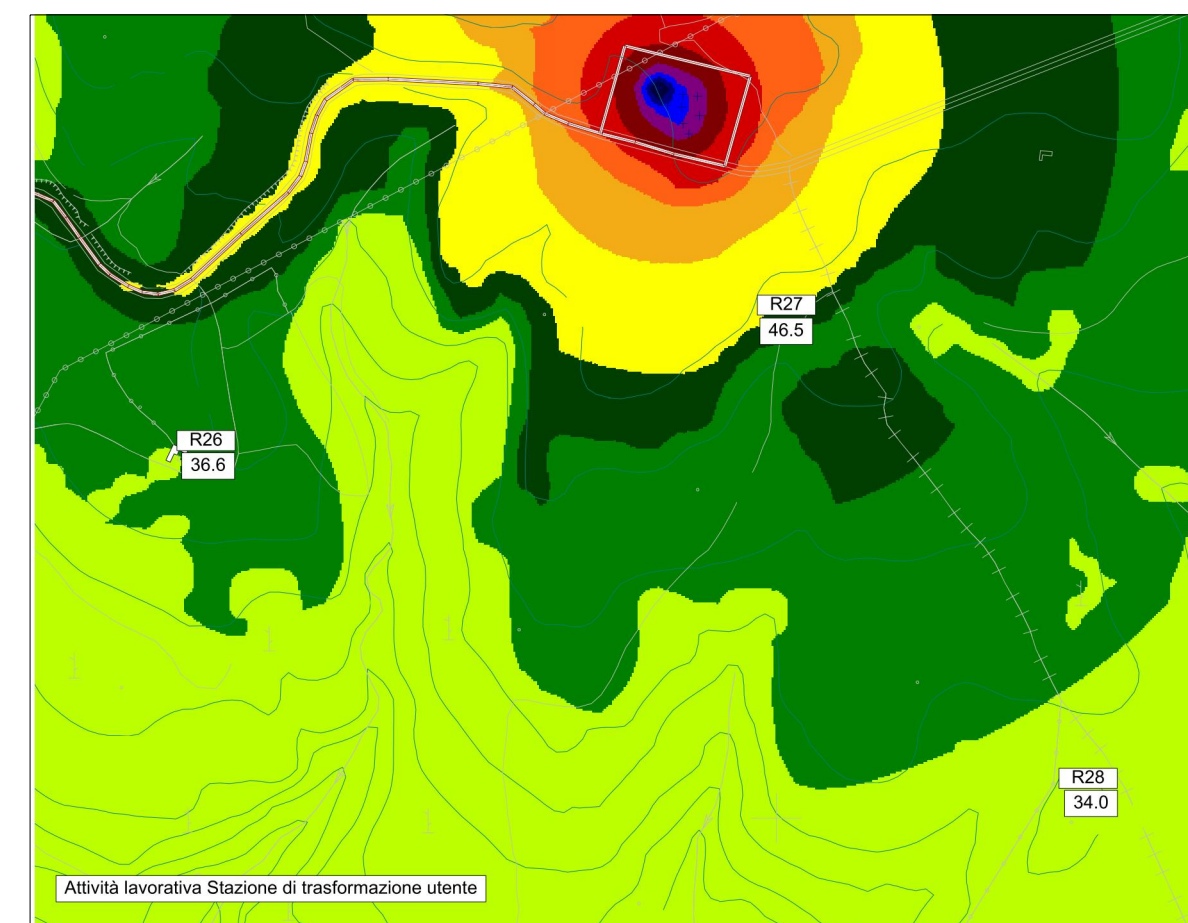 R27
46.5
R26
36.6
R28
34.0
Attività lavorativa Stazione di trasformazione utente